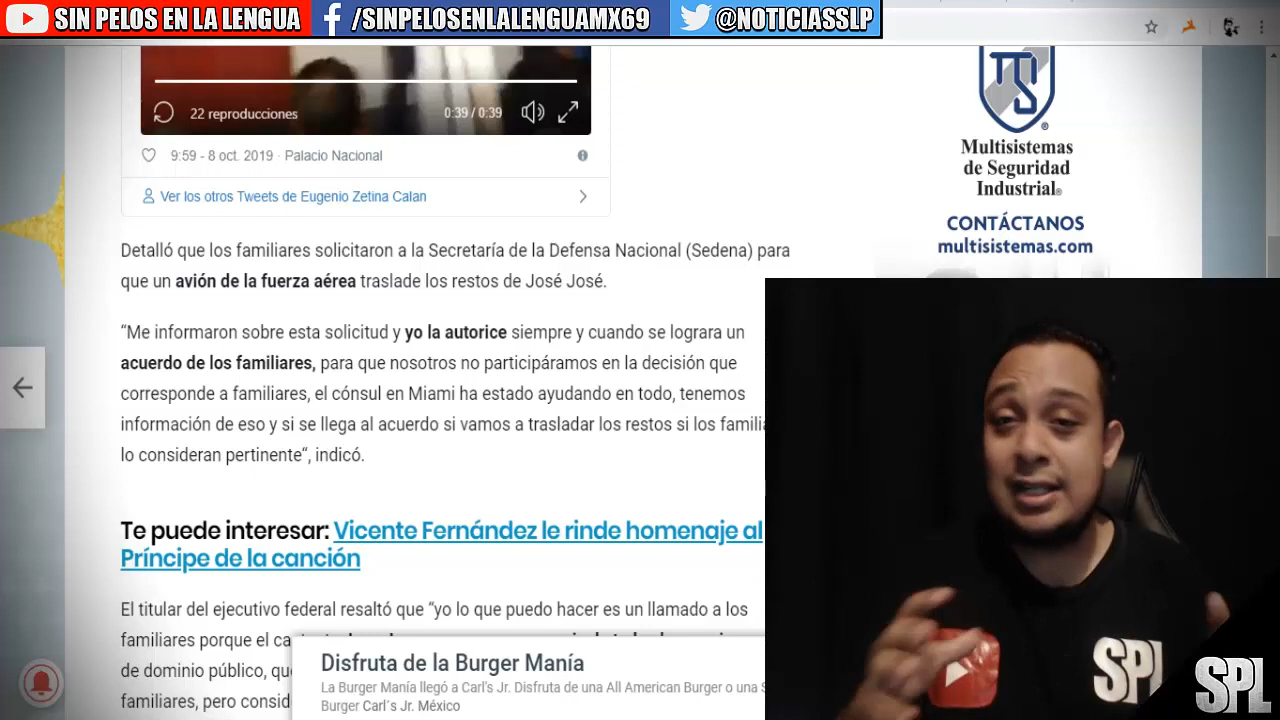 SIN PELOS EN LA LENGUA
/SINPELOSENLALENGUAMX69
@NOTICIASSLP
22 reproducciones
0:39 / 0:39
9:59 - 8 oct. 2019 · Palacio Nacional
Ver los otros Tweets de Eugenio Zetina Calan
Multisistemas
de Seguridad
Industrial®
CONTÁCTANOS
multisistemas.com
Detalló que los familiares solicitaron a la Secretaría de la Defensa Nacional (Sedena) para
que un avión de la fuerza aérea traslade los restos de José José.
“Me informaron sobre esta solicitud y yo la autorice siempre y cuando se lograra un
acuerdo de los familiares, para que nosotros no participáramos en la decisión que
corresponde a familiares, el cónsul en Miami ha estado ayudando en todo, tenemos
información de eso y si se llega al acuerdo si vamos a trasladar los restos si los
lo consideran pertinente“, indicó.
Te puede interesar: Vicente Fernández le rinde homenaje al
Príncipe de la canción
El titular del ejecutivo federal resaltó que “yo lo que puedo hacer es un llamado a los
familiares porque el
de dominio público,
familiares, pero
Disfruta de la Burger Manía
La Burger Manía llegó a Carl's Jr. Disfruta de una All American Burger o una
Burger Carl´s Jr. México
SPL
SPL